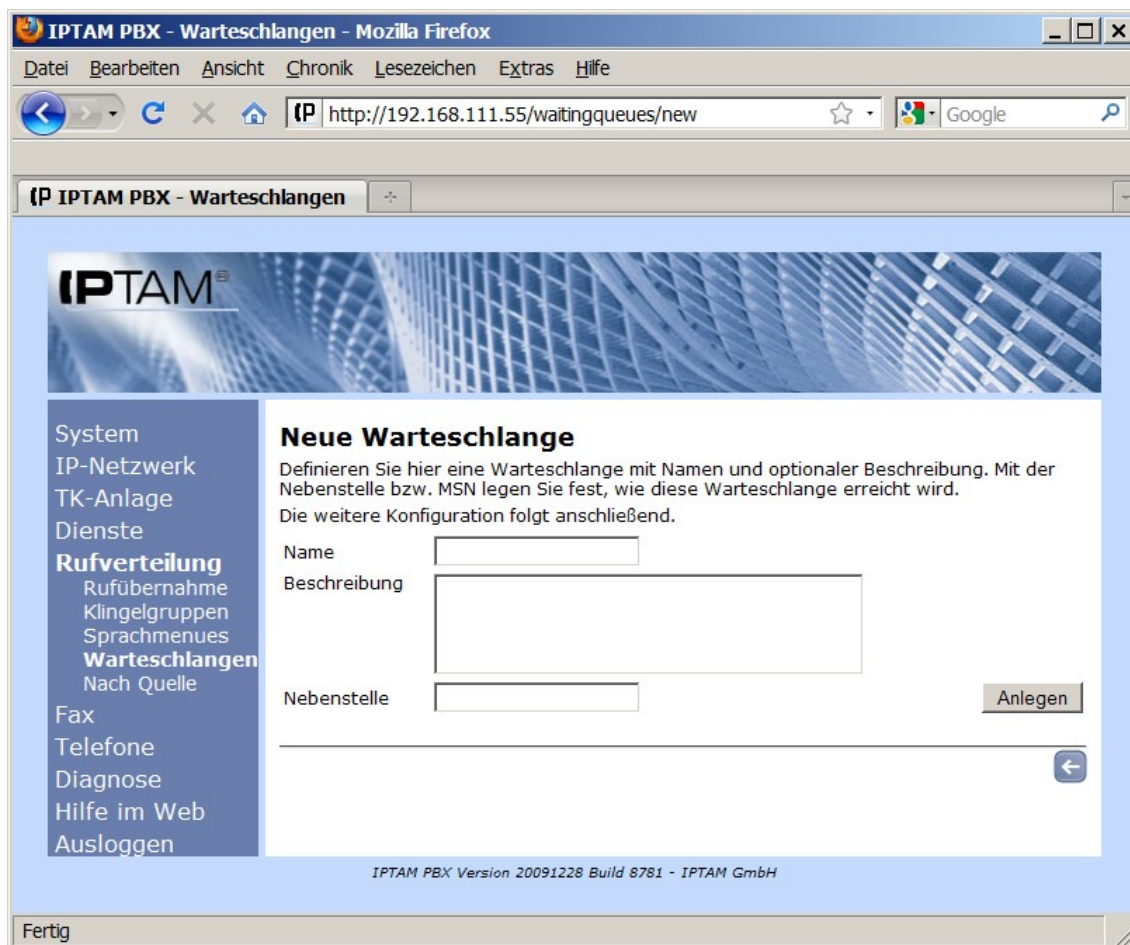 IPTAM PBX - Warteschlangen - Mozilla Firefox
Datei Bearbeiten Ansicht Chronik Lesezeichen Extras Hilfe
http://192.168.111.55/waitingqueues/new
Google
IPTAM PBX - Warteschlangen
IPTAM®
System
IP-Netzwerk
TK-Anlage
Dienste
Rufverteilung
Rufübernahme
Klingelgruppen
Sprachmenues
Warteschlangen
Nach Quelle
Fax
Telefone
Diagnose
Hilfe im Web
Ausloggen
Neue Warteschlange
Definieren Sie hier eine Warteschlange mit Namen und optionaler Beschreibung. Mit der
Nebenstelle bzw. MSN legen Sie fest, wie diese Warteschlange erreicht wird.
Die weitere Konfiguration folgt anschließend.
Name
Beschreibung
Nebenstelle
Anlegen
IPTAM PBX Version 20091228 Build 8781 - IPTAM GmbH
Fertig